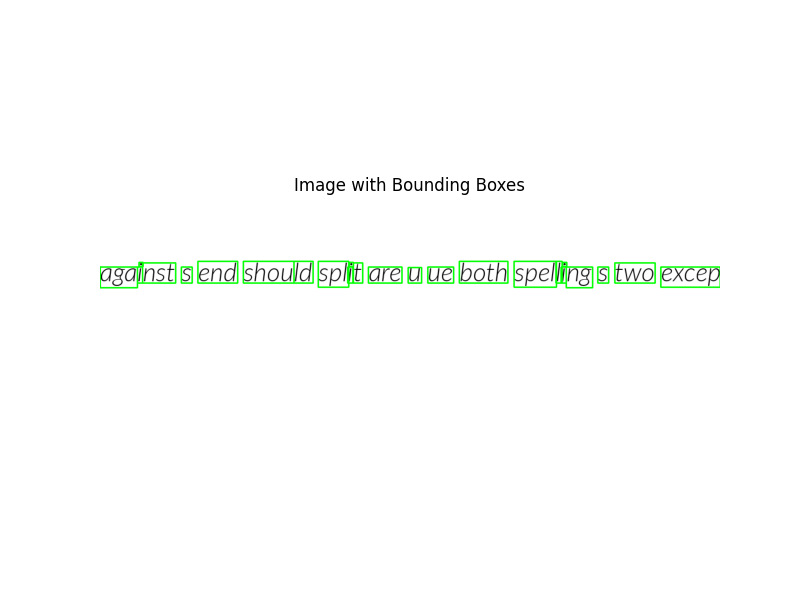 Image with Bounding Boxes
against s end should split are u ue both spelling s two excep